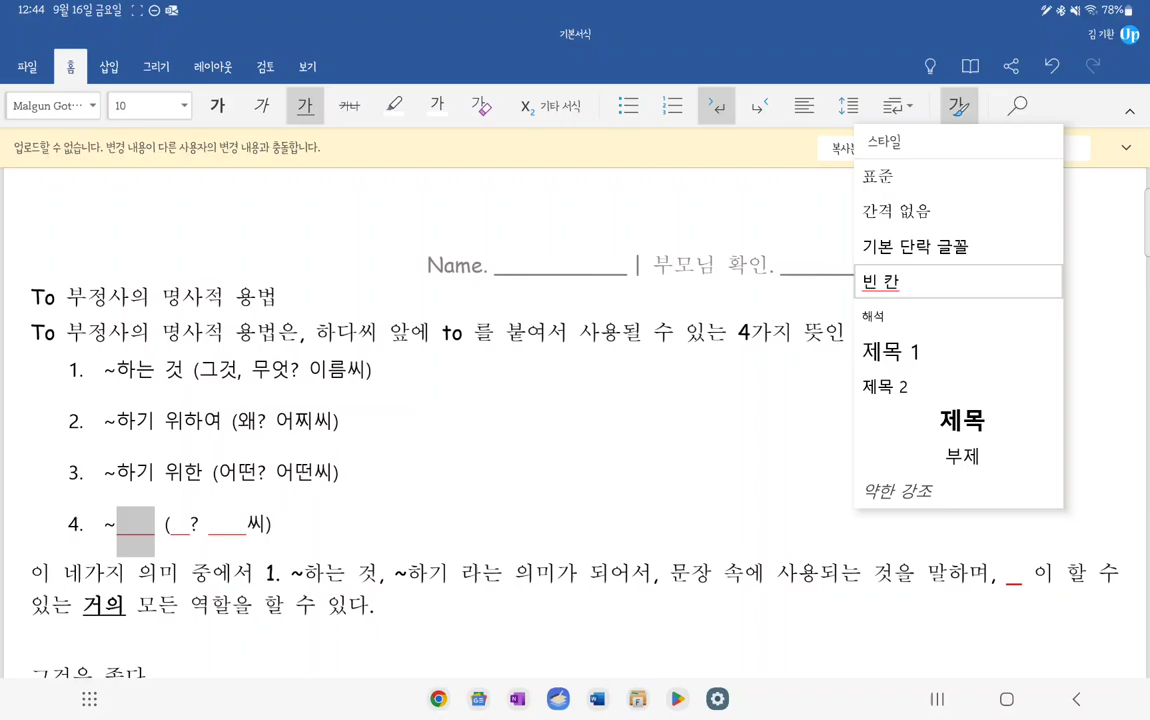 12:44 9월 16일 금요일 78%
기본서식
김 기환 Up
파일 홈 삽입 그리기 레이아웃 검토 보기
Malgun Got··· 10 가 가 가 가나 가 가 X₂ 기타 서식 가
업로드할 수 없습니다. 변경 내용이 다른 사용자의 변경 내용과 충돌합니다.
스타일
표준
간격 없음
기본 단락 글꼴
빈 칸
해석
제목 1
제목 2
제목
부제
약한 강조
Name. ____________ | 부모님 확인. _______
To 부정사의 명사적 용법
To 부정사의 명사적 용법은, 하다씨 앞에 to 를 붙여서 사용될 수 있는 4가지 뜻인
1. ~하는 것 (그것, 무엇? 이름씨)
2. ~하기 위하여 (왜? 어찌씨)
3. ~하기 위한 (어떤? 어떤씨)
4. ~____ (__? ____씨)
이 네가지 의미 중에서 1. ~하는 것, ~하기 라는 의미가 되어서, 문장 속에 사용되는 것을 말하며, _ 이 할 수
있는 거의 모든 역할을 할 수 있다.